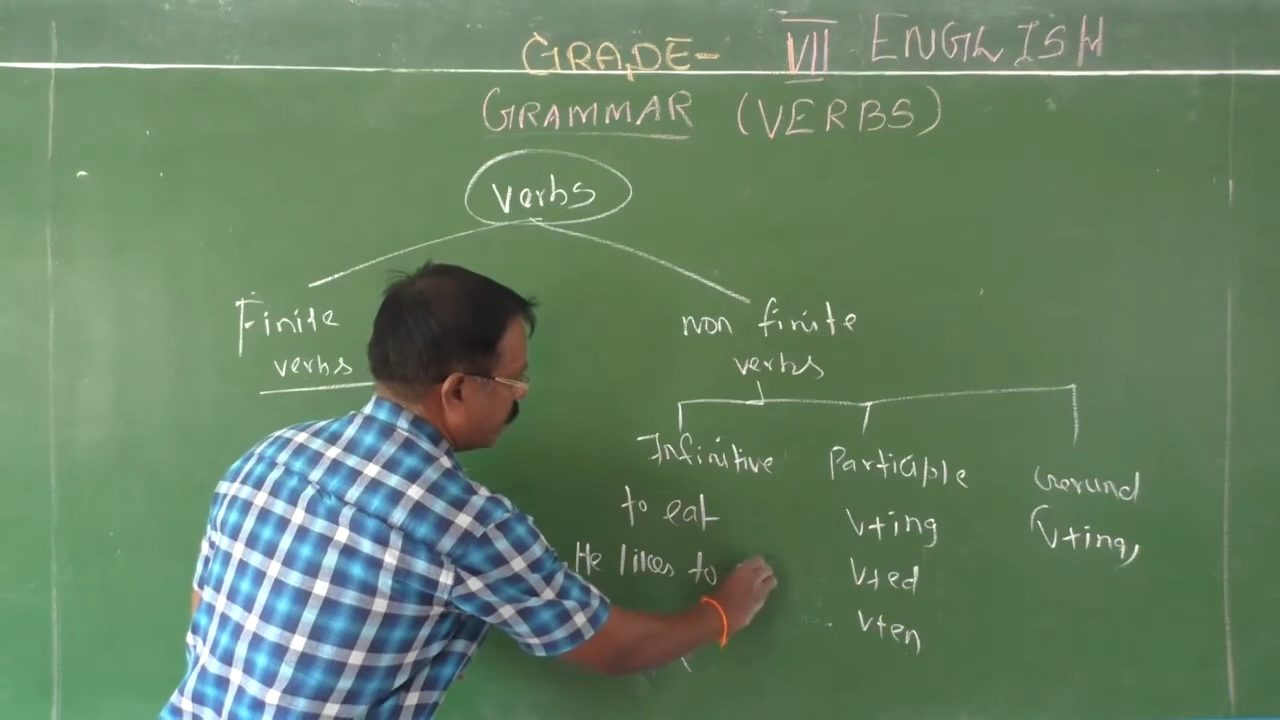 GRADE- VII ENGLISH
GRAMMAR (VERBS)
Verbs
Finite
verbs
non finite
verbs
Infinitive
to eat
He likes to
Participle
V+ing
V+ed
V+en
Gerund
(V+ing)